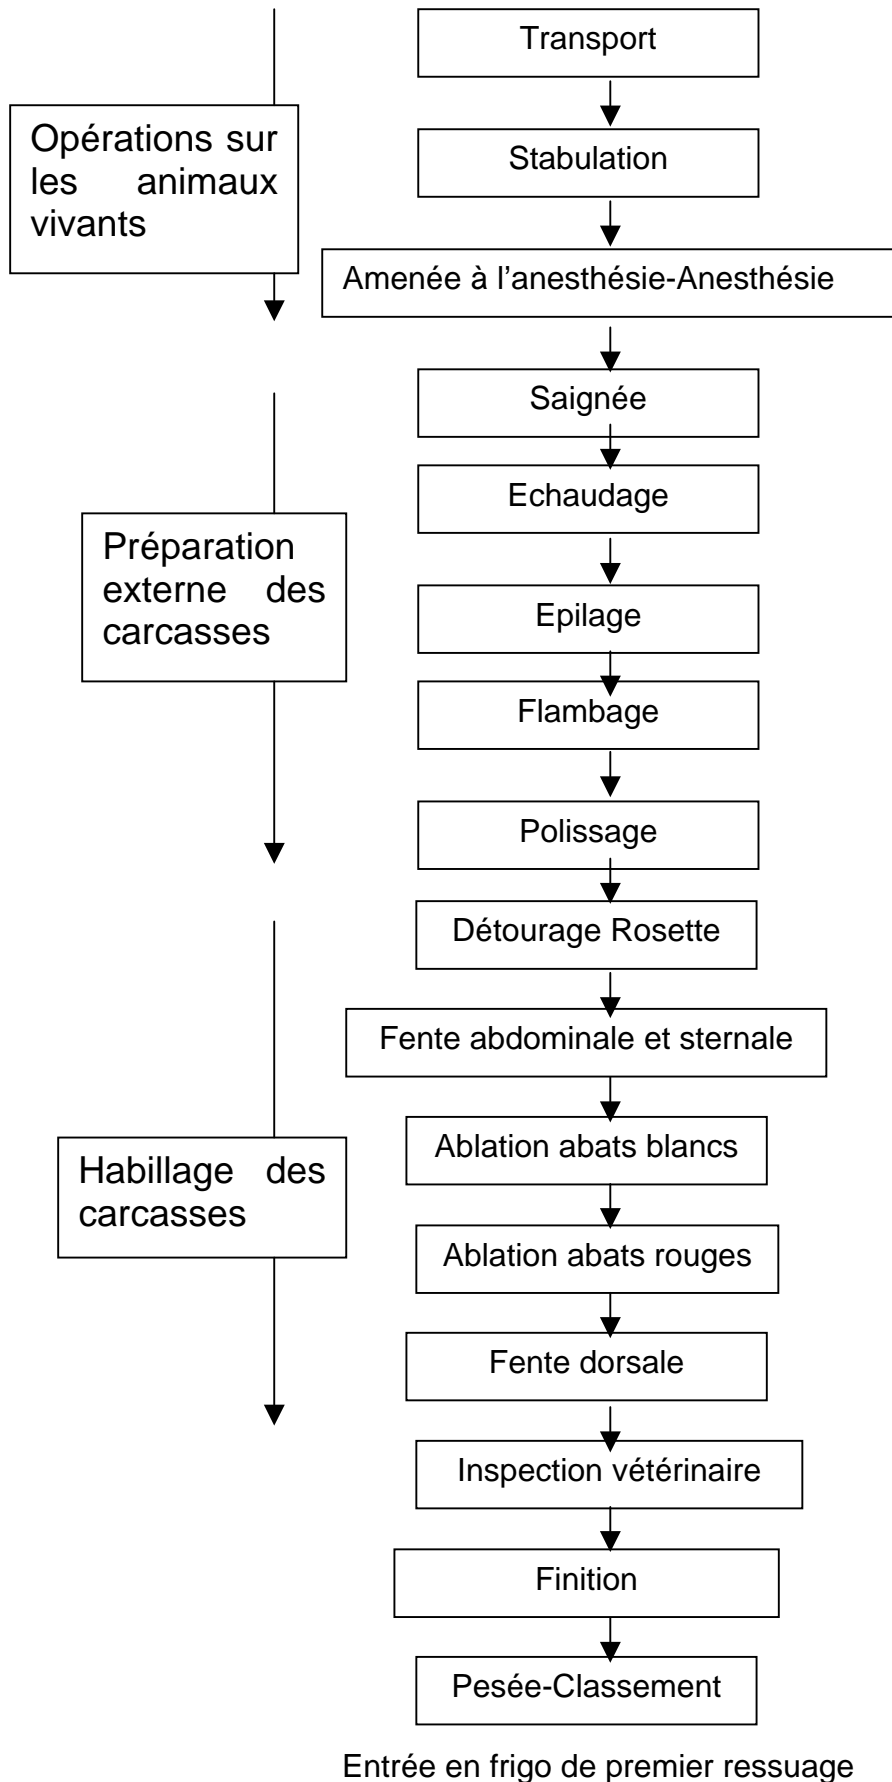 Transport
Opérations sur
les animaux
vivants
Stabulation
Amenée à l'anesthésie-Anesthésie
Saignée
Echaudage
Préparation
externe des
carcasses
Epilage
Flambage
Polissage
Détourage Rosette
Fente abdominale et sternale
Habillage des
carcasses
Ablation abats blancs
Ablation abats rouges
Fente dorsale
Inspection vétérinaire
Finition
Pesée-Classement
Entrée en frigo de premier ressuage